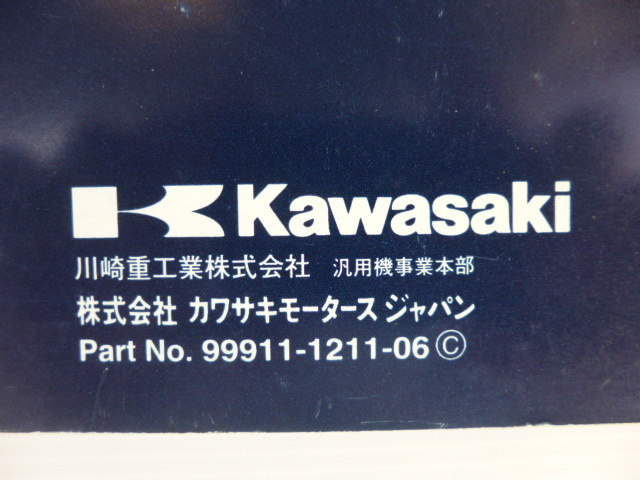 Kawasaki
川崎重工業株式会社 汎用機事業本部
株式会社 カワサキモータース ジャパン
Part No. 99911-1211-06 Ⓒ